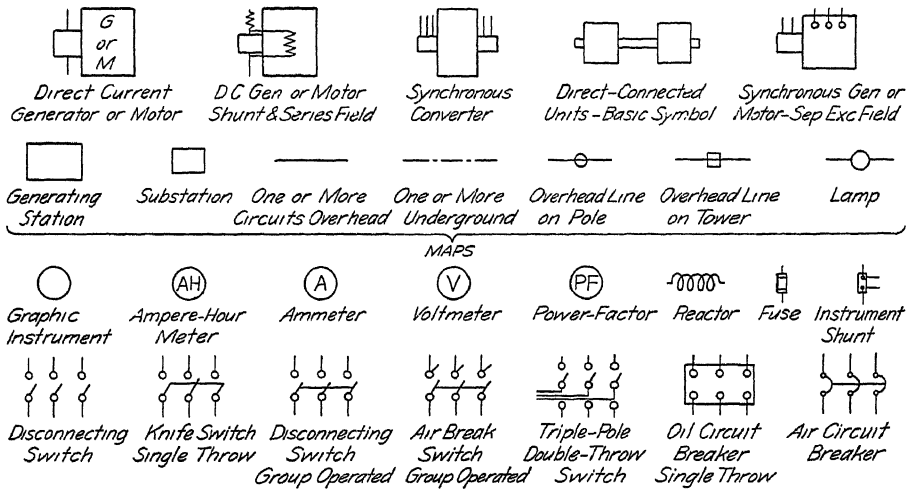 G
or
M
Direct Current
Generator or Motor
DC Gen or Motor
Shunt & Series Field
Synchronous
Converter
Direct-Connected
Units-Basic Symbol
Synchronous Gen or
Motor-Sep Exc Field
Generating
Station
Substation
One or More
Circuits Overhead
One or More
Underground
Overhead Line
on Pole
Overhead Line
on Tower
Lamp
MAPS
AH
A
V
PF
Graphic
Instrument
Ampere-Hour
Meter
Ammeter
Voltmeter
Power-Factor
Reactor
Fuse
Instrument
Shunt
Disconnecting
Switch
Knife Switch
Single Throw
Disconnecting
Switch
Group Operated
Air Break
Switch
Group Operated
Triple-Pole
Double-Throw
Switch
Oil Circuit
Breaker
Single Throw
Air Circuit
Breaker